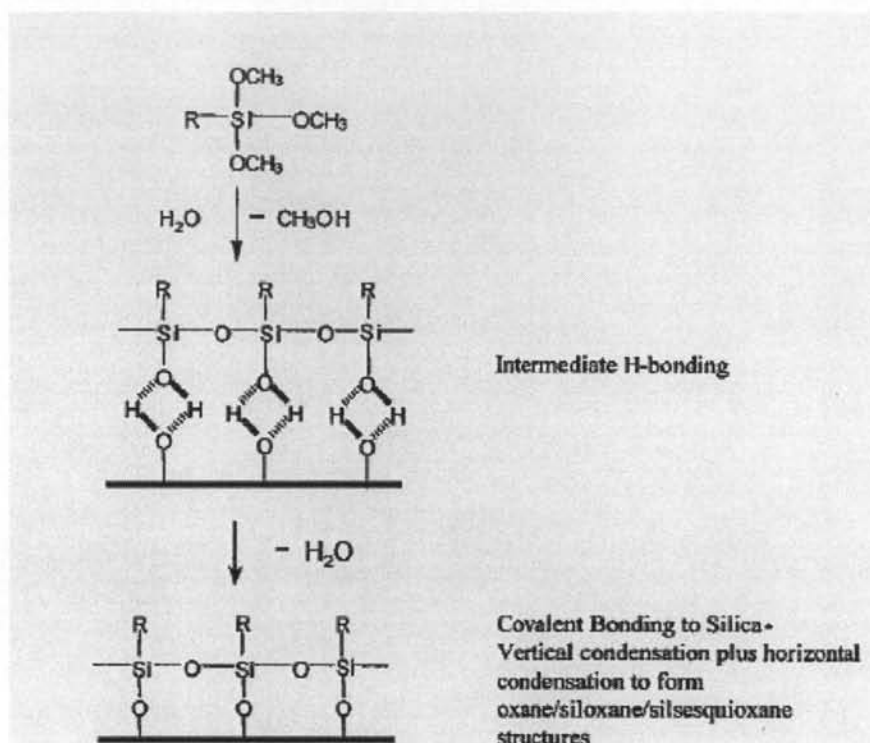 OCH₃
R Si OCH₃
OCH₃
H₂O − CH₃OH
R R R
Si O Si O Si
O O O
H H H H H H
O O O
Intermediate H-bonding
− H₂O
R R R
Si O Si O Si
O O O
Covalent Bonding to Silica-
Vertical condensation plus horizontal
condensation to form
oxane/siloxane/silsesquioxane
structures